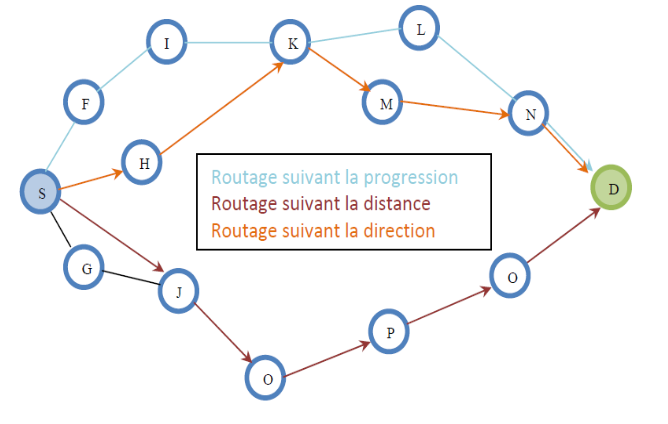 L
I
K
F
M
N
H
Routage suivant la progression
S
D
Routage suivant la distance
Routage suivant la direction
G
O
J
P
O